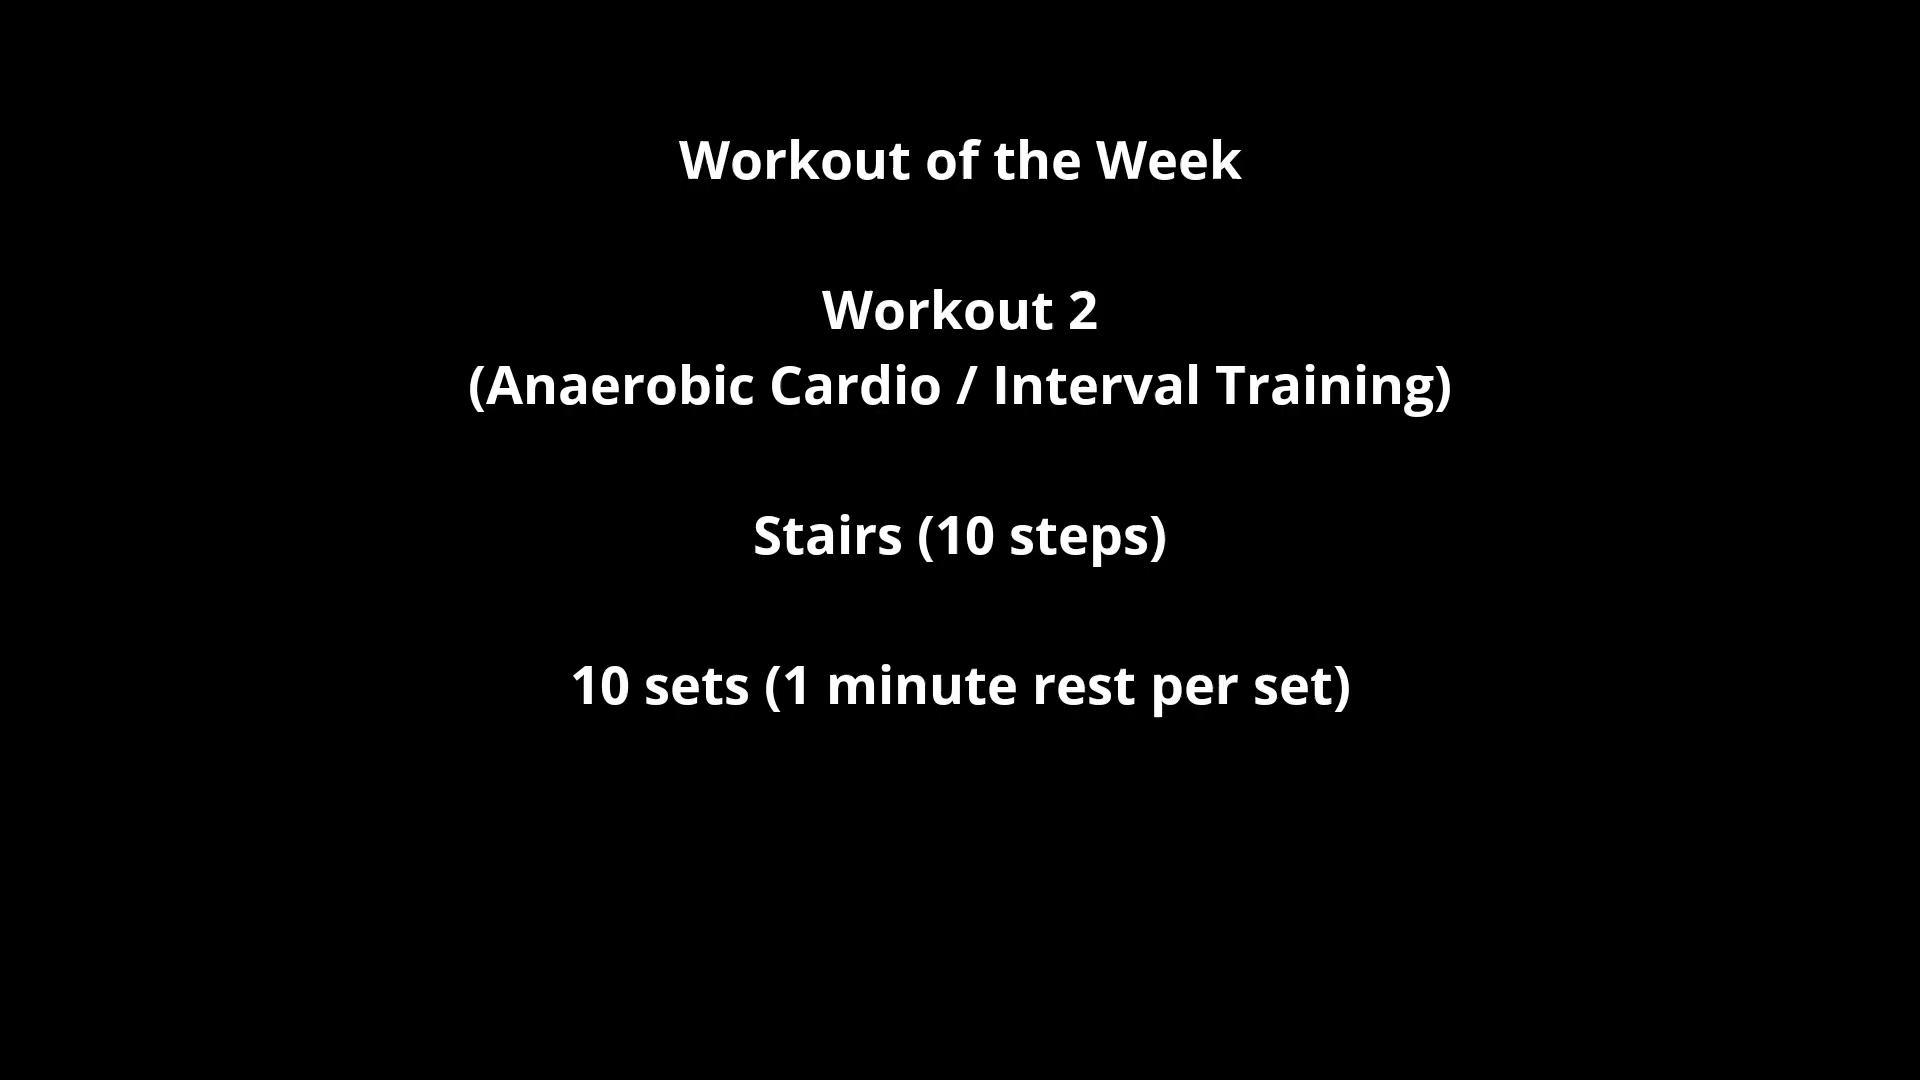 Workout of the Week
Workout 2
(Anaerobic Cardio / Interval Training)
Stairs (10 steps)
10 sets (1 minute rest per set)